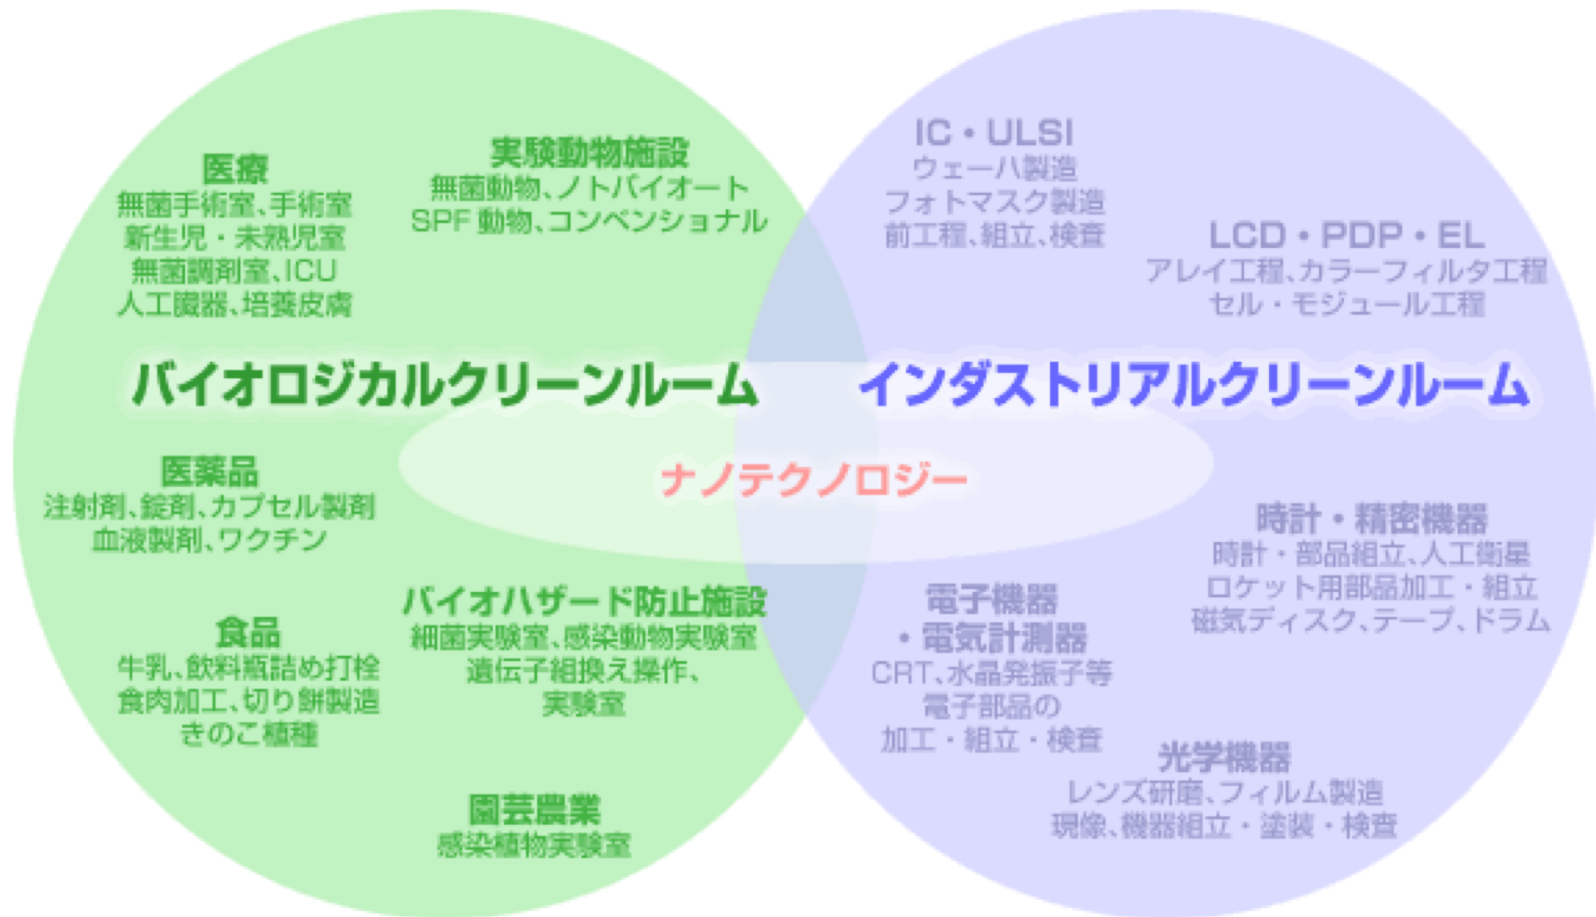 医療
無菌手術室、手術室
新生児・未熟児室
無菌調剤室、ICU
人工臓器、培養皮膚
実験動物施設
無菌動物、ノトバイオート
SPF 動物、コンベンショナル
バイオロジカルクリーンルーム
医薬品
注射剤、錠剤、カプセル製剤
血液製剤、ワクチン
食品
牛乳、飲料瓶詰め打栓
食肉加工、切り餅製造
きのこ植種
バイオハザード防止施設
細菌実験室、感染動物実験室
遺伝子組換え操作、
実験室
園芸農業
感染植物実験室
ナノテクノロジー
IC・ULSI
ウェーハ製造
フォトマスク製造
前工程、組立、検査
LCD・PDP・EL
アレイ工程、カラーフィルタ工程
セル・モジュール工程
インダストリアルクリーンルーム
時計・精密機器
時計・部品組立、人工衛星
ロケット用部品加工・組立
磁気ディスク、テープ、ドラム
電子機器
・電気計測器
CRT、水晶発振子等
電子部品の
加工・組立・検査
光学機器
レンズ研磨、フィルム製造
現像、機器組立・塗装・検査